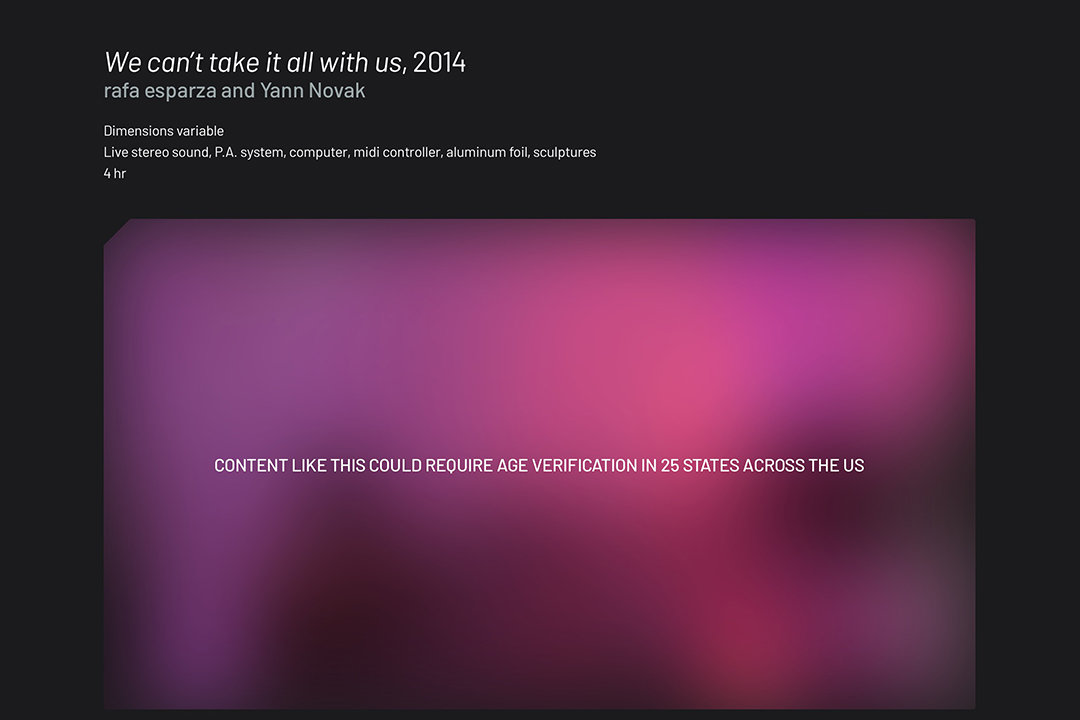 We can’t take it all with us, 2014
rafa esparza and Yann Novak
Dimensions variable
Live stereo sound, P.A. system, computer, midi controller, aluminum foil, sculptures
4 hr
CONTENT LIKE THIS COULD REQUIRE AGE VERIFICATION IN 25 STATES ACROSS THE US